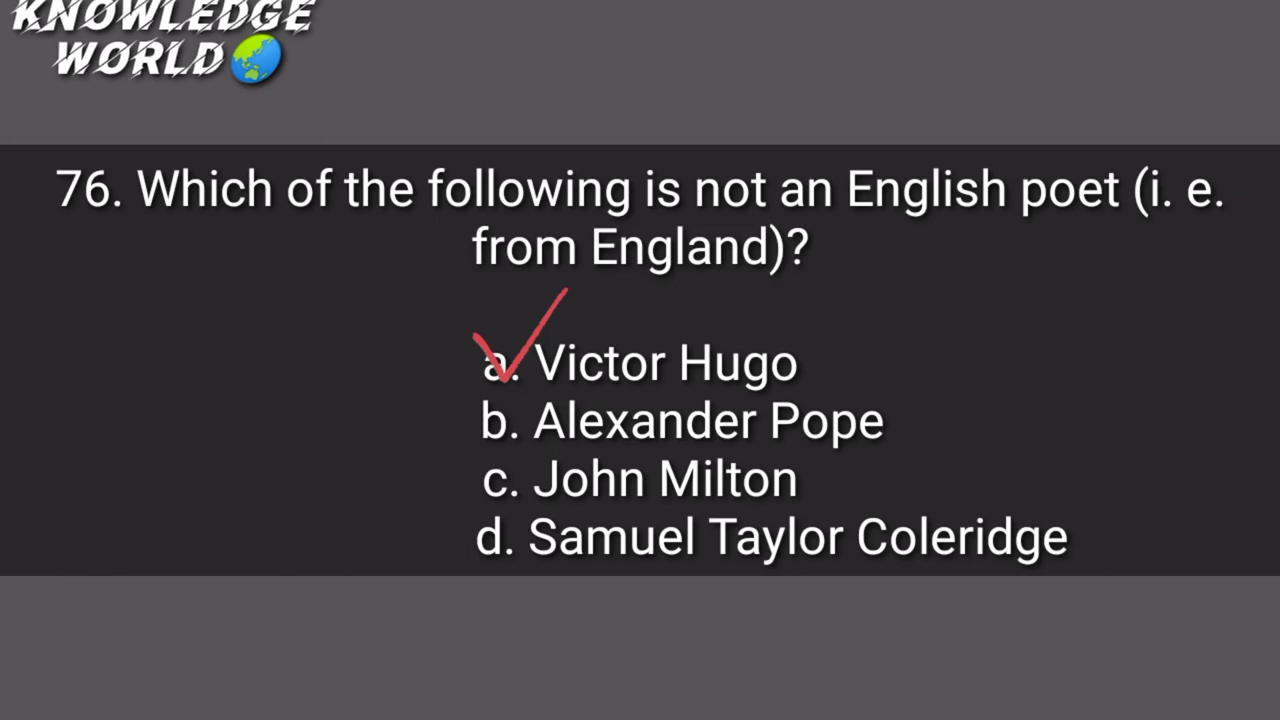 KNOWLEDGE
WORLD
76. Which of the following is not an English poet (i. e.
from England)?
a. Victor Hugo
b. Alexander Pope
c. John Milton
d. Samuel Taylor Coleridge